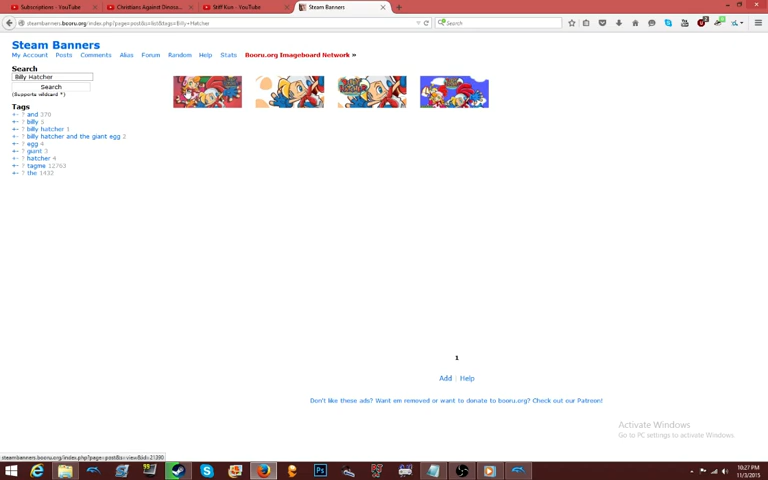 Subscriptions - YouTube
Christians Against Dinosa...
Stiff Kun - YouTube
Steam Banners
steambanners.booru.org/index.php?page=post&s=list&tags=Billy+Hatcher
Search
Steam Banners
My Account Posts Comments Alias Forum Random Help Stats Booru.org Imageboard Network »
Search
Billy Hatcher
Search
(Supports wildcard *)
Tags
+- ? and 370
+- ? billy 5
+- ? billy hatcher 1
+- ? billy hatcher and the giant egg 2
+- ? egg 4
+- ? giant 3
+- ? hatcher 4
+- ? tagme 12763
+- ? the 1432
1
Add | Help
Don't like these ads? Want em removed or want to donate to booru.org? Check out our Patreon!
Activate Windows
Go to PC settings to activate Windows.
steambanners.booru.org/index.php?page=post&s=view&id=21390
10:27 PM
11/3/2015